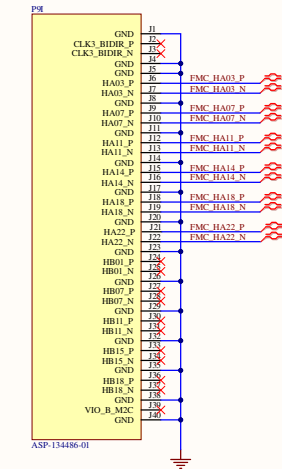 P9I
GND J1
CLK3_BIDIR_P J2
CLK3_BIDIR_N J3
GND J4
GND J5
HA03_P J6 FMC_HA03_P
HA03_N J7 FMC_HA03_N
GND J8
HA07_P J9 FMC_HA07_P
HA07_N J10 FMC_HA07_N
GND J11
HA11_P J12 FMC_HA11_P
HA11_N J13 FMC_HA11_N
GND J14
HA14_P J15 FMC_HA14_P
HA14_N J16 FMC_HA14_N
GND J17
HA18_P J18 FMC_HA18_P
HA18_N J19 FMC_HA18_N
GND J20
HA22_P J21 FMC_HA22_P
HA22_N J22 FMC_HA22_N
GND J23
HB01_P J24
HB01_N J25
GND J26
HB07_P J27
HB07_N J28
GND J29
HB11_P J30
HB11_N J31
GND J32
HB15_P J33
HB15_N J34
GND J35
HB18_P J36
HB18_N J37
GND J38
VIO_B_M2C J39
GND J40
ASP-134486-01